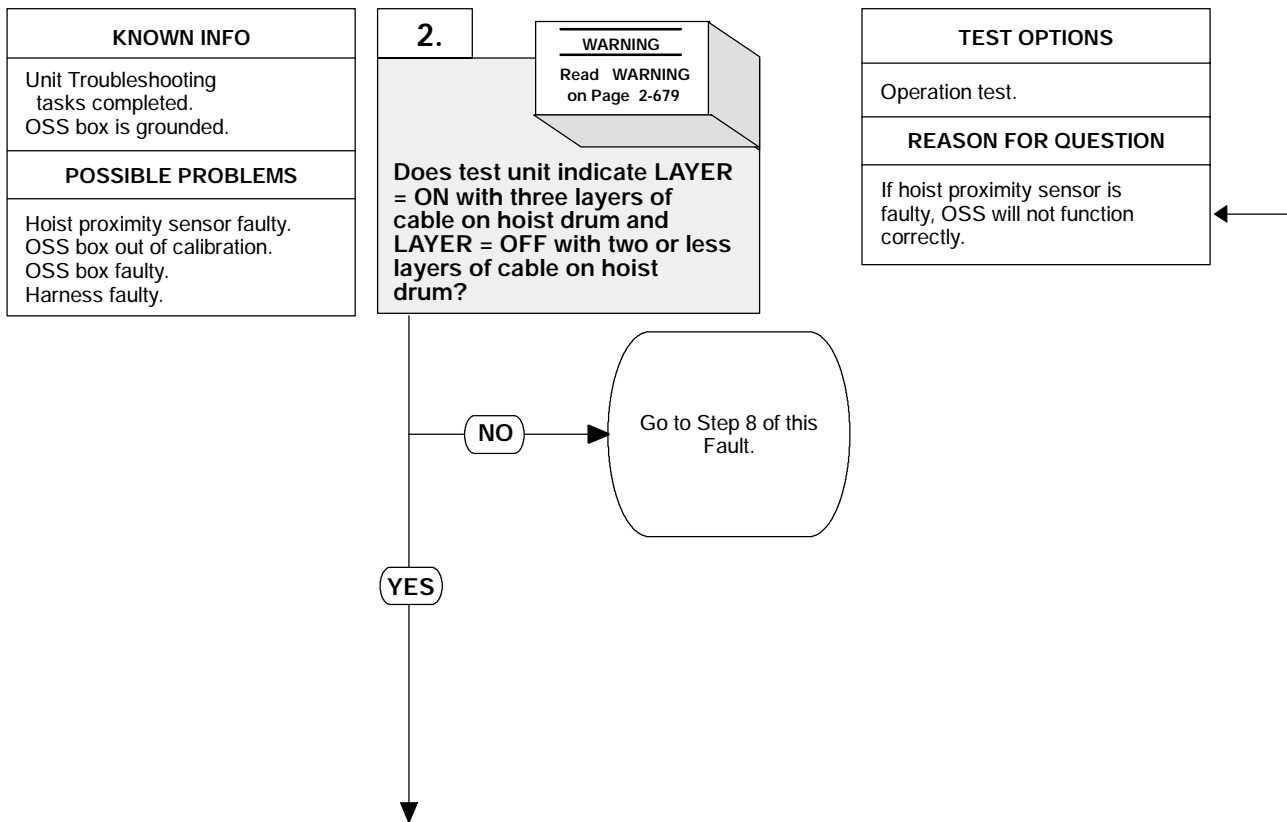 KNOWN INFO
Unit Troubleshooting
tasks completed.
OSS box is grounded.
POSSIBLE PROBLEMS
Hoist proximity sensor faulty.
OSS box out of calibration.
OSS box faulty.
Harness faulty.
2.
WARNING
Read WARNING
on Page 2-679
Does test unit indicate LAYER
= ON with three layers of
cable on hoist drum and
LAYER = OFF with two or less
layers of cable on hoist
drum?
TEST OPTIONS
Operation test.
REASON FOR QUESTION
If hoist proximity sensor is
faulty, OSS will not function
correctly.
NO
Go to Step 8 of this
Fault.
YES